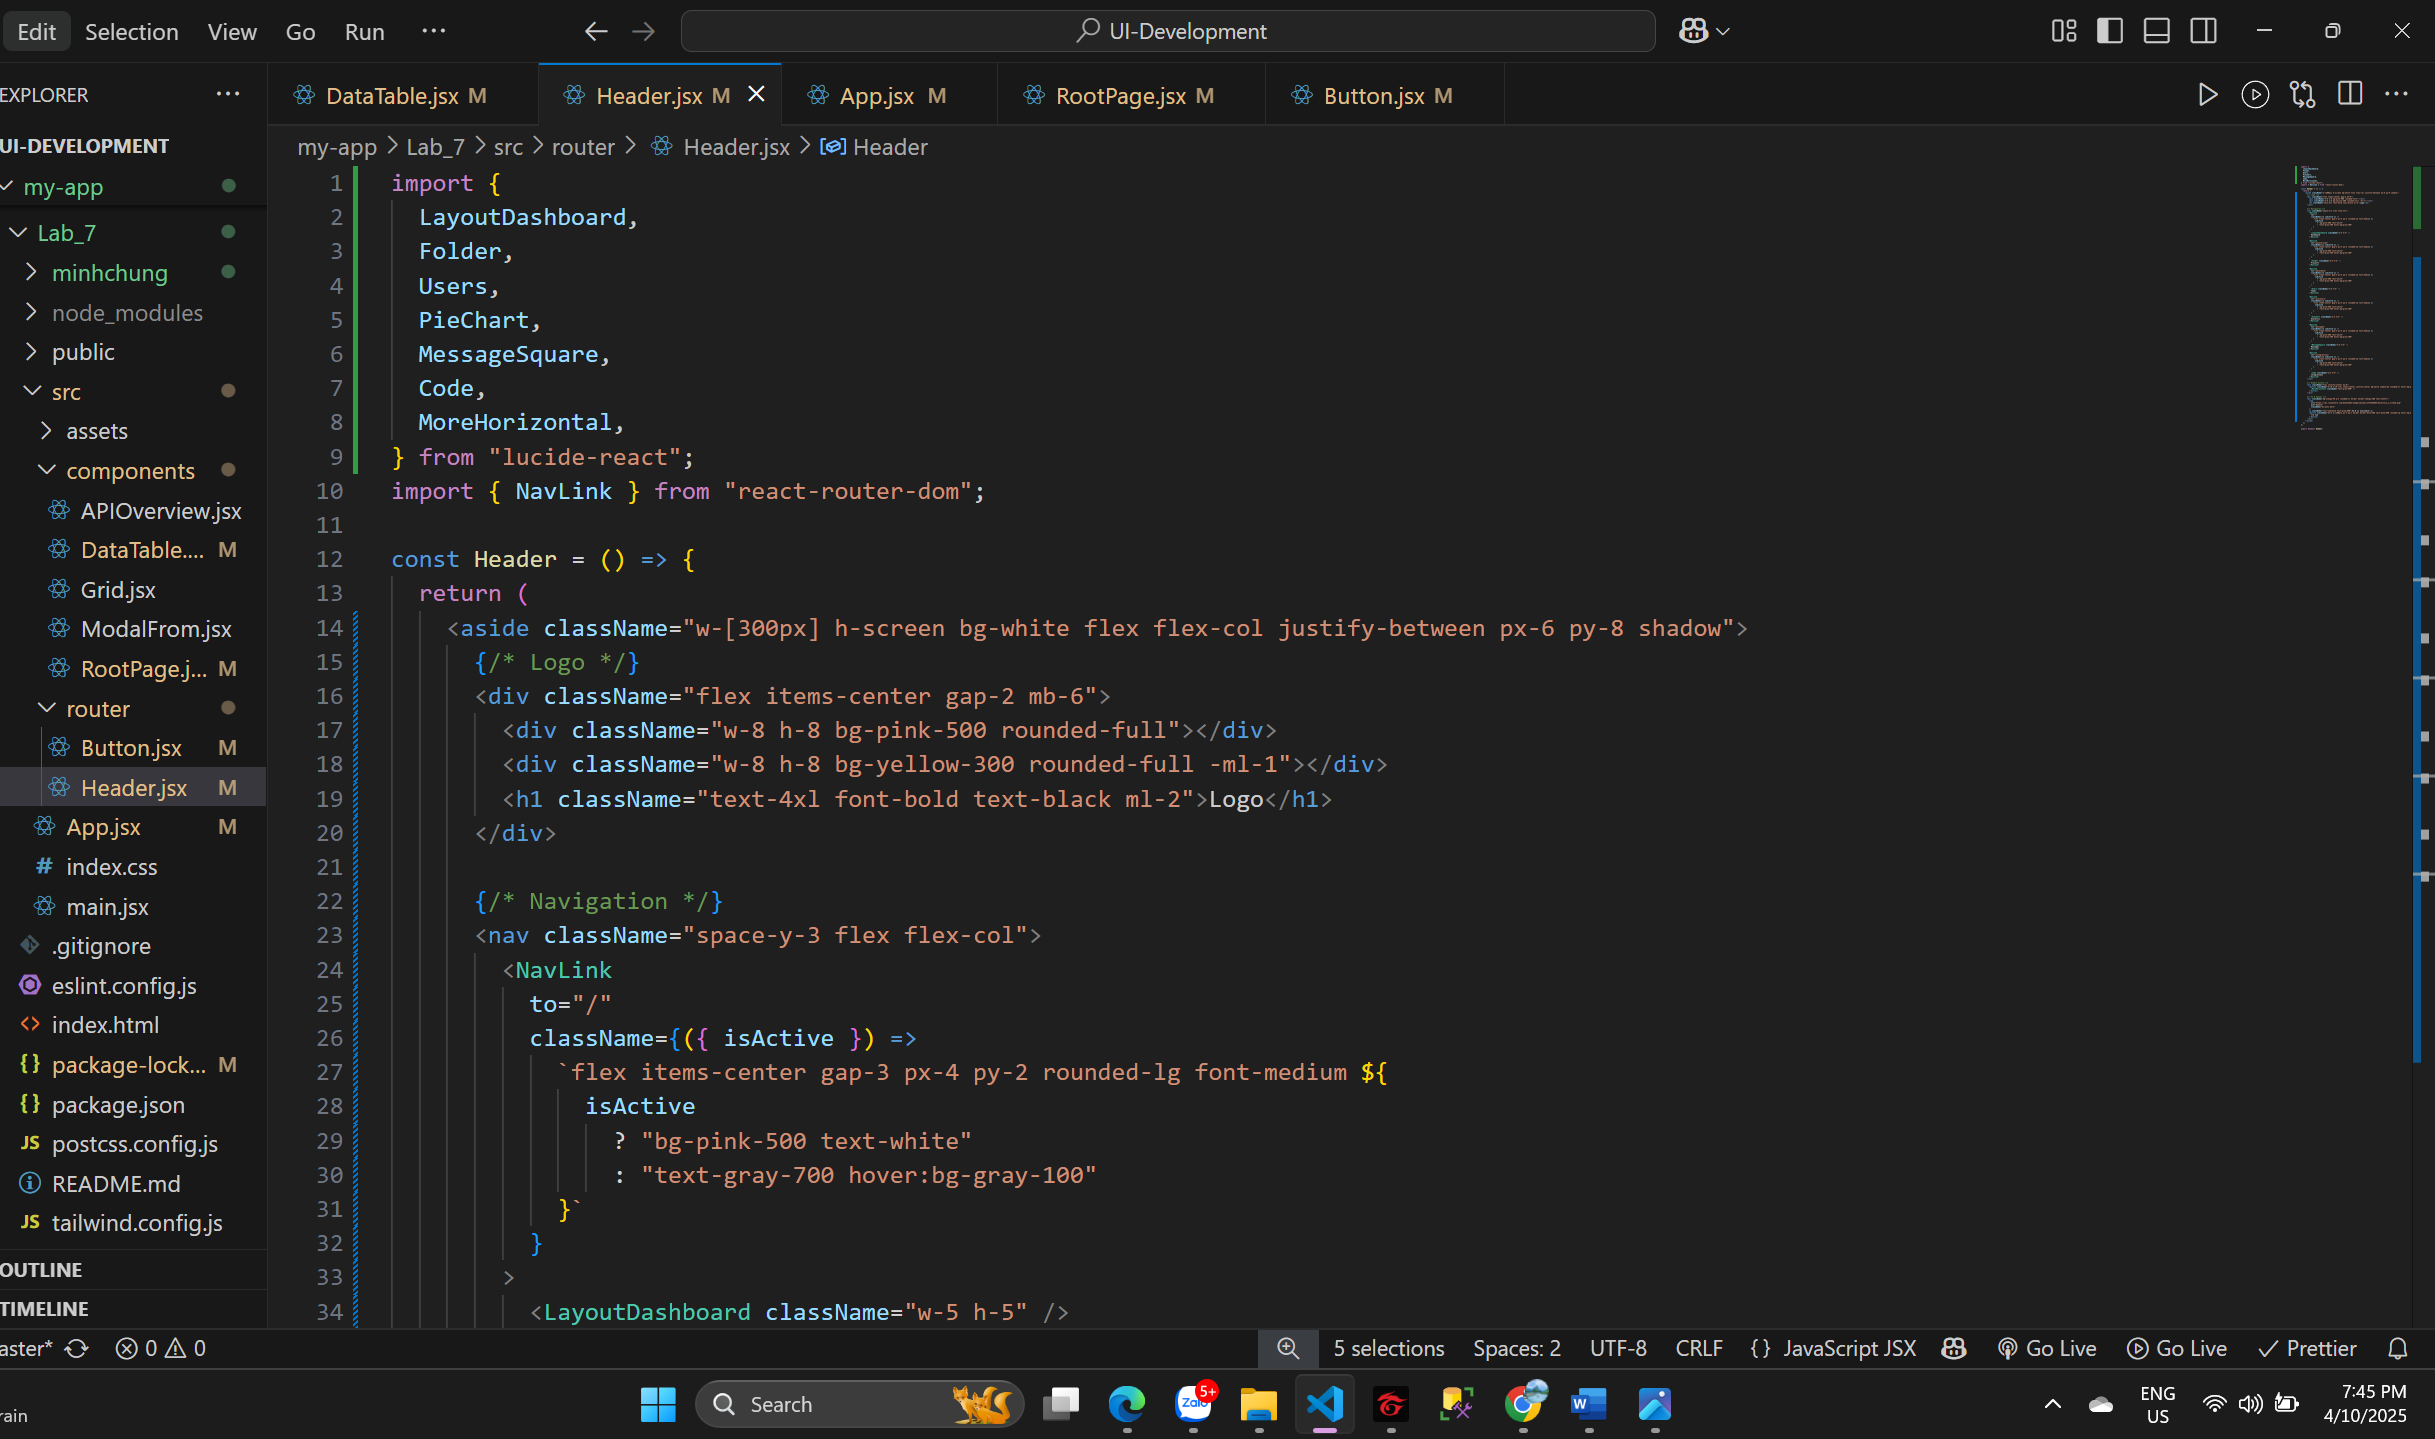 Edit Selection View Go Run ···
UI-Development
EXPLORER ···
DataTable.jsx M
Header.jsx M
App.jsx M
RootPage.jsx M
Button.jsx M
UI-DEVELOPMENT
my-app > Lab_7 > src > router > Header.jsx > Header
my-app
Lab_7
minhchung
node_modules
public
src
assets
components
APIOverview.jsx
DataTable.... M
Grid.jsx
ModalFrom.jsx
RootPage.j... M
router
Button.jsx M
Header.jsx M
App.jsx M
# index.css
main.jsx
.gitignore
eslint.config.js
<> index.html
{} package-lock... M
{} package.json
JS postcss.config.js
README.md
JS tailwind.config.js
OUTLINE
TIMELINE
1 import {
2 LayoutDashboard,
3 Folder,
4 Users,
5 PieChart,
6 MessageSquare,
7 Code,
8 MoreHorizontal,
9 } from "lucide-react";
10 import { NavLink } from "react-router-dom";
11
12 const Header = () => {
13 return (
14 <aside className="w-[300px] h-screen bg-white flex flex-col justify-between px-6 py-8 shadow">
15 {/* Logo */}
16 <div className="flex items-center gap-2 mb-6">
17 <div className="w-8 h-8 bg-pink-500 rounded-full"></div>
18 <div className="w-8 h-8 bg-yellow-300 rounded-full -ml-1"></div>
19 <h1 className="text-4xl font-bold text-black ml-2">Logo</h1>
20 </div>
21
22 {/* Navigation */}
23 <nav className="space-y-3 flex flex-col">
24 <NavLink
25 to="/"
26 className={({ isActive }) =>
27 `flex items-center gap-3 px-4 py-2 rounded-lg font-medium ${
28 isActive
29 ? "bg-pink-500 text-white"
30 : "text-gray-700 hover:bg-gray-100"
31 }`
32 }
33 >
34 <LayoutDashboard className="w-5 h-5" />
aster* 0 0
5 selections Spaces: 2 UTF-8 CRLF {} JavaScript JSX Go Live Go Live Prettier
rain
Search
Zalo
5+
W
ENG
US
7:45 PM
4/10/2025